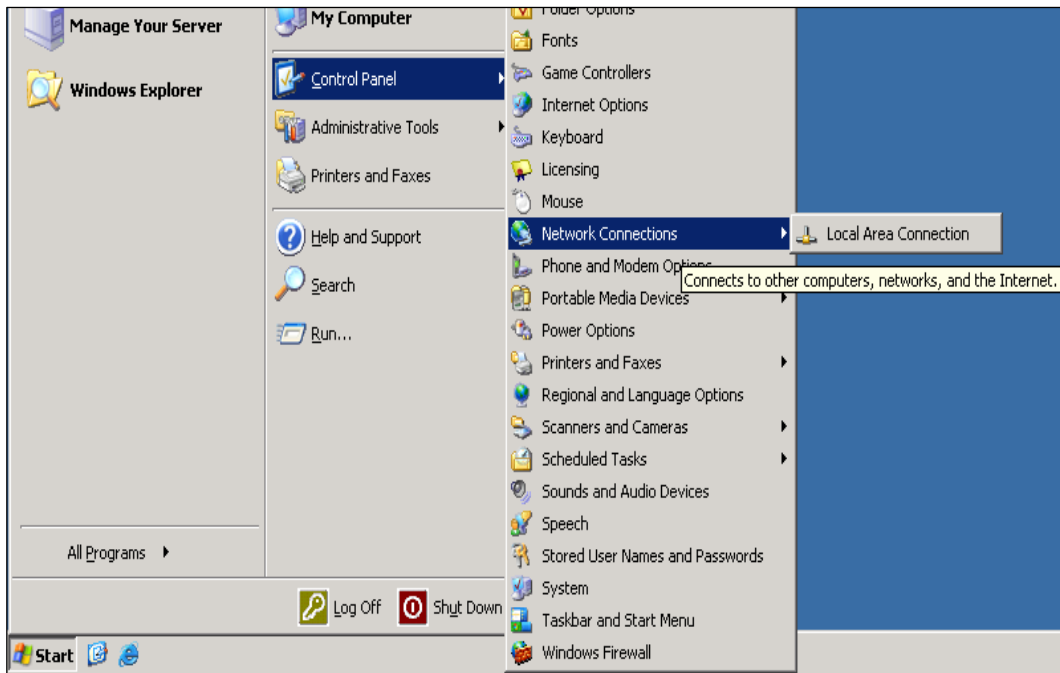 Manage Your Server
Windows Explorer
All Programs
My Computer
Control Panel
Administrative Tools
Printers and Faxes
Help and Support
Search
Run...
Log Off
Shut Down
Folder Options
Fonts
Game Controllers
Internet Options
Keyboard
Licensing
Mouse
Network Connections
Phone and Modem Options
Portable Media Devices
Power Options
Printers and Faxes
Regional and Language Options
Scanners and Cameras
Scheduled Tasks
Sounds and Audio Devices
Speech
Stored User Names and Passwords
System
Taskbar and Start Menu
Windows Firewall
Local Area Connection
Connects to other computers, networks, and the Internet.
Start